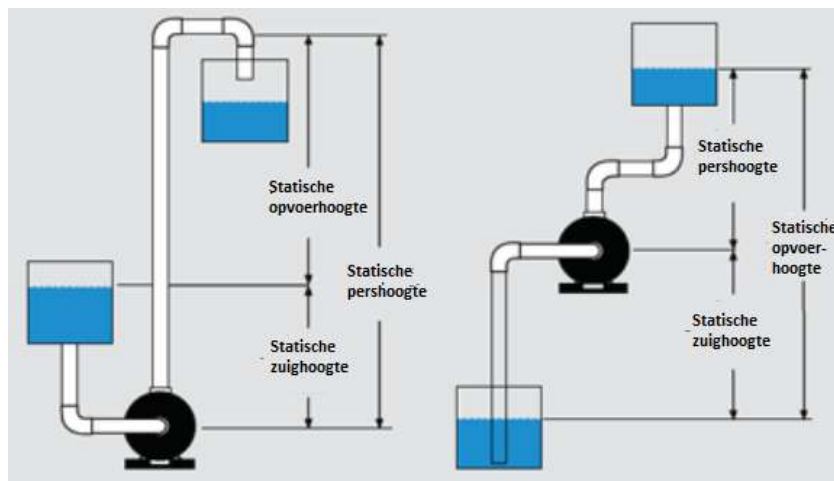 Statische
opvoerhoogte
Statische
pershoogte
Statische
zuighoogte
Statische
pershoogte
Statische
opvoer-
hoogte
Statische
zuighoogte